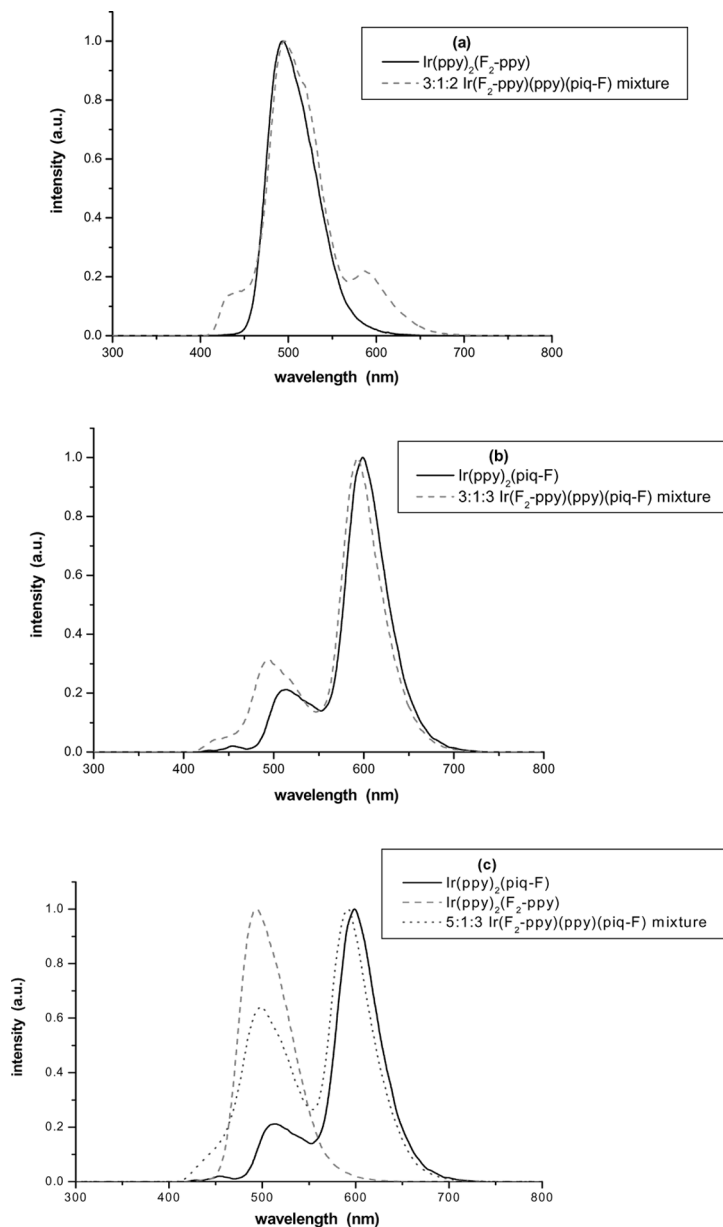 (a)
Ir(ppy)₂(F₂-ppy)
3:1:2 Ir(F₂-ppy)(ppy)(piq-F) mixture
intensity (a.u.)
1.0
0.8
0.6
0.4
0.2
0.0
300 400 500 600 700 800
wavelength (nm)
(b)
Ir(ppy)₂(piq-F)
3:1:3 Ir(F₂-ppy)(ppy)(piq-F) mixture
intensity (a.u.)
1.0
0.8
0.6
0.4
0.2
0.0
300 400 500 600 700 800
wavelength (nm)
(c)
Ir(ppy)₂(piq-F)
Ir(ppy)₂(F₂-ppy)
5:1:3 Ir(F₂-ppy)(ppy)(piq-F) mixture
intensity (a.u.)
1.0
0.8
0.6
0.4
0.2
0.0
300 400 500 600 700 800
wavelength (nm)